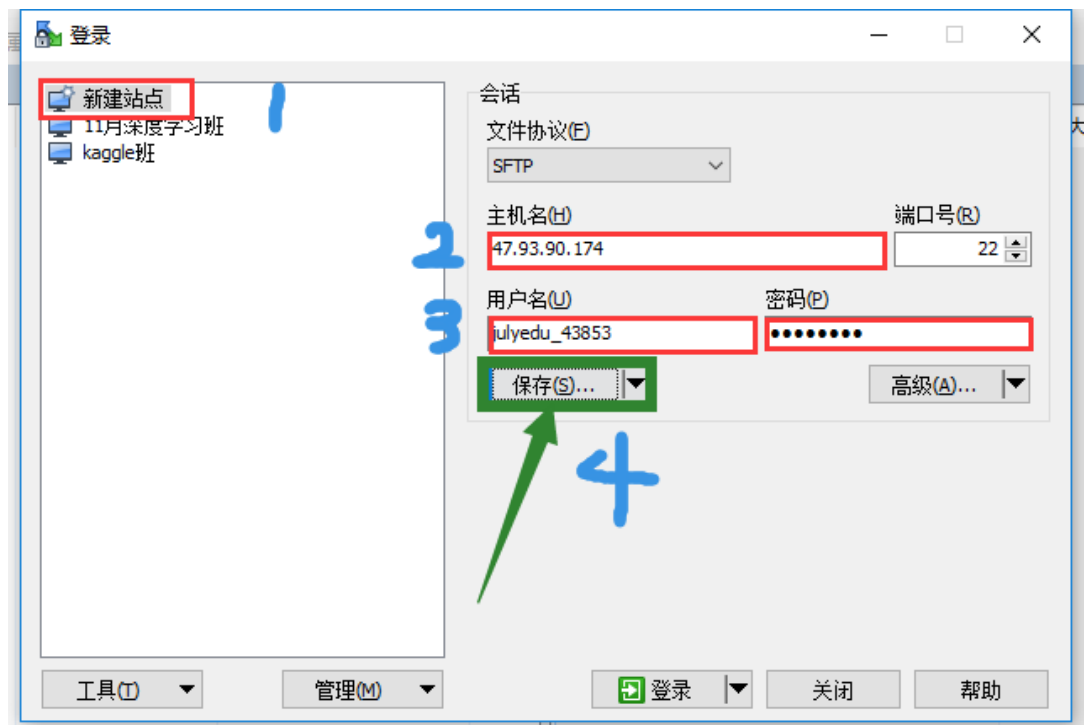 登录
新建站点
11月深度学习班
kaggle班
1
会话
文件协议(F)
SFTP
主机名(H)
端口号(R)
2
47.93.90.174
22
用户名(U)
密码(P)
3
julyedu_43853
••••••••
保存(S)...
高级(A)...
4
工具(T)
管理(M)
登录
关闭
帮助
大